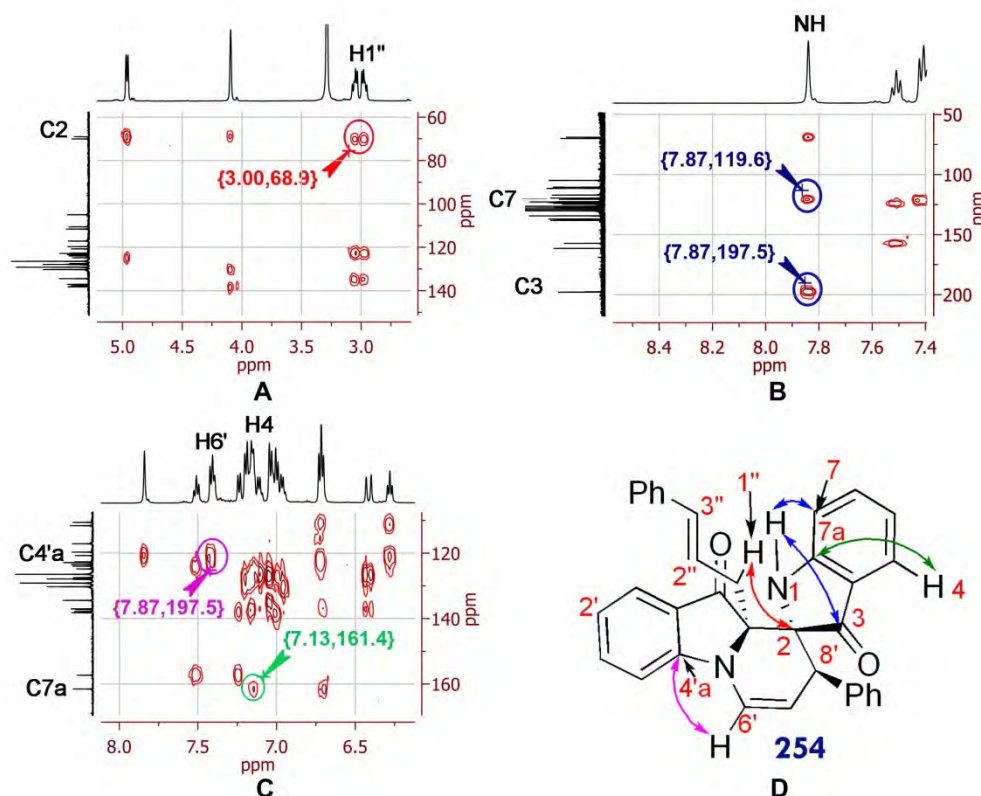 H1''
C2
{3.00,68.9}
60
80
100
120
140
ppm
5.0 4.5 4.0 3.5 3.0
ppm
A
NH
C7
C3
{7.87,119.6}
{7.87,197.5}
50
100
150
200
ppm
8.4 8.2 8.0 7.8 7.6 7.4
ppm
B
H6' H4
C4'a
C7a
{7.87,197.5}
{7.13,161.4}
120
140
160
ppm
8.0 7.5 7.0 6.5
ppm
C
Ph 3'' 1'' 7
H
O H 7a
2'' N 1 H 4
2' 2 3
8' O
N
4'a Ph
6'
H 254
D